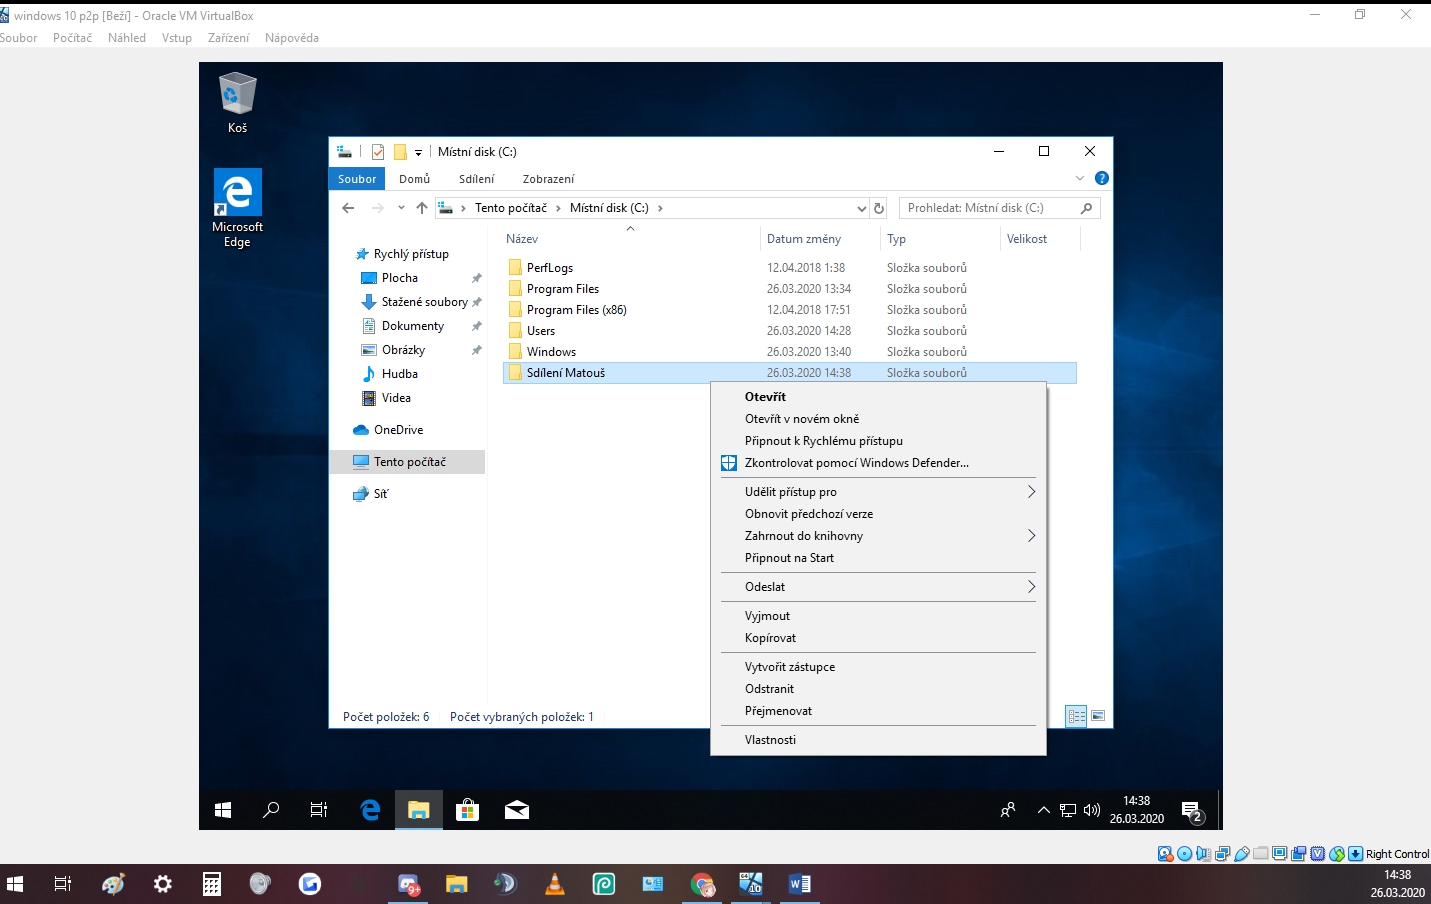 windows 10 p2p [Beží] - Oracle VM VirtualBox
Soubor Počítač Náhled Vstup Zařízení Nápověda
Koš
Microsoft
Edge
Místní disk (C:)
Soubor Domů Sdílení Zobrazení
Tento počítač Místní disk (C:)
Prohledat: Místní disk (C:)
Název Datum změny Typ Velikost
Rychlý přístup
Plocha
Stažené soubory
Dokumenty
Obrázky
Hudba
Videa
OneDrive
Tento počítač
Síť
PerfLogs 12.04.2018 1:38 Složka souborů
Program Files 26.03.2020 13:34 Složka souborů
Program Files (x86) 12.04.2018 17:51 Složka souborů
Users 26.03.2020 14:28 Složka souborů
Windows 26.03.2020 13:40 Složka souborů
Sdílení Matouš 26.03.2020 14:38 Složka souborů
Otevřít
Otevřít v novém okně
Připnout k Rychlému přístupu
Zkontrolovat pomocí Windows Defender...
Udělit přístup pro
Obnovit předchozí verze
Zahrnout do knihovny
Připnout na Start
Odeslat
Vyjmout
Kopírovat
Vytvořit zástupce
Odstranit
Přejmenovat
Vlastnosti
Počet položek: 6 Počet vybraných položek: 1
14:38
26.03.2020
2
Right Control
9+
14:38
26.03.2020